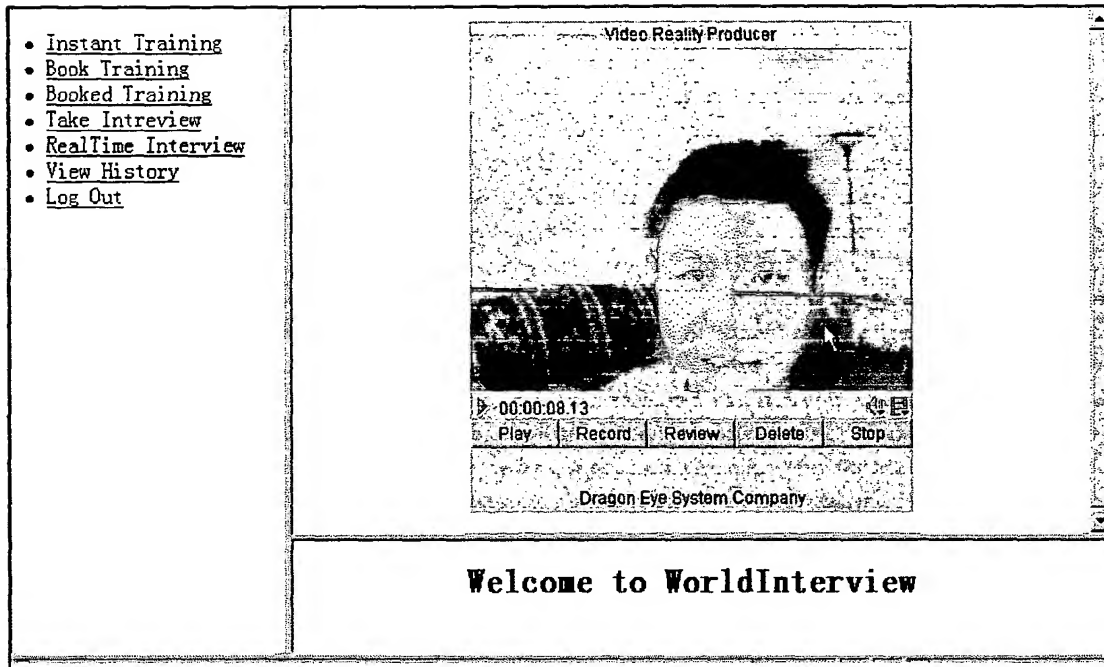 Instant Training
Book Training
Booked Training
Take Intreview
RealTime Interview
View History
Log Out
Video Reality Producer
00:00:08.13
Play Record Review Delete Stop
Dragon Eye System Company
Welcome to WorldInterview